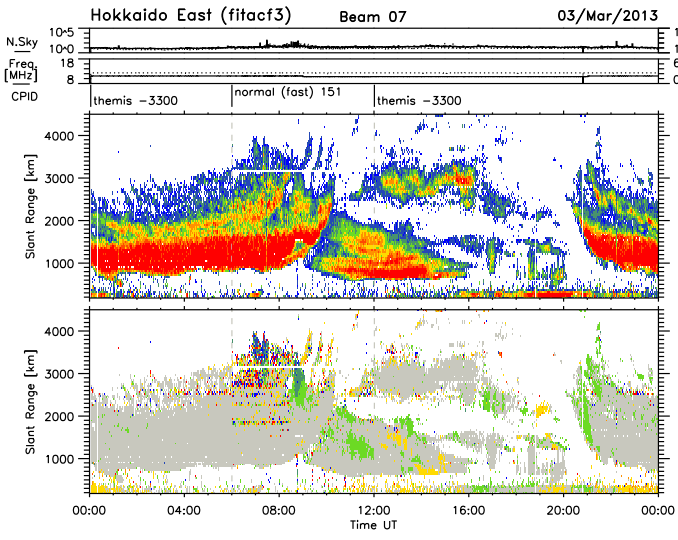 Hokkaido East (fitacf3) Beam 07 03/Mar/2013
N.Sky 10^5 10^0 1 1
Freq. [MHz] 18 8 6 0
CPID themis -3300 normal (fast) 151 themis -3300
Slant Range [km] 4000 3000 2000 1000
Slant Range [km] 4000 3000 2000 1000
00:00 04:00 08:00 12:00 16:00 20:00 00:00
Time UT